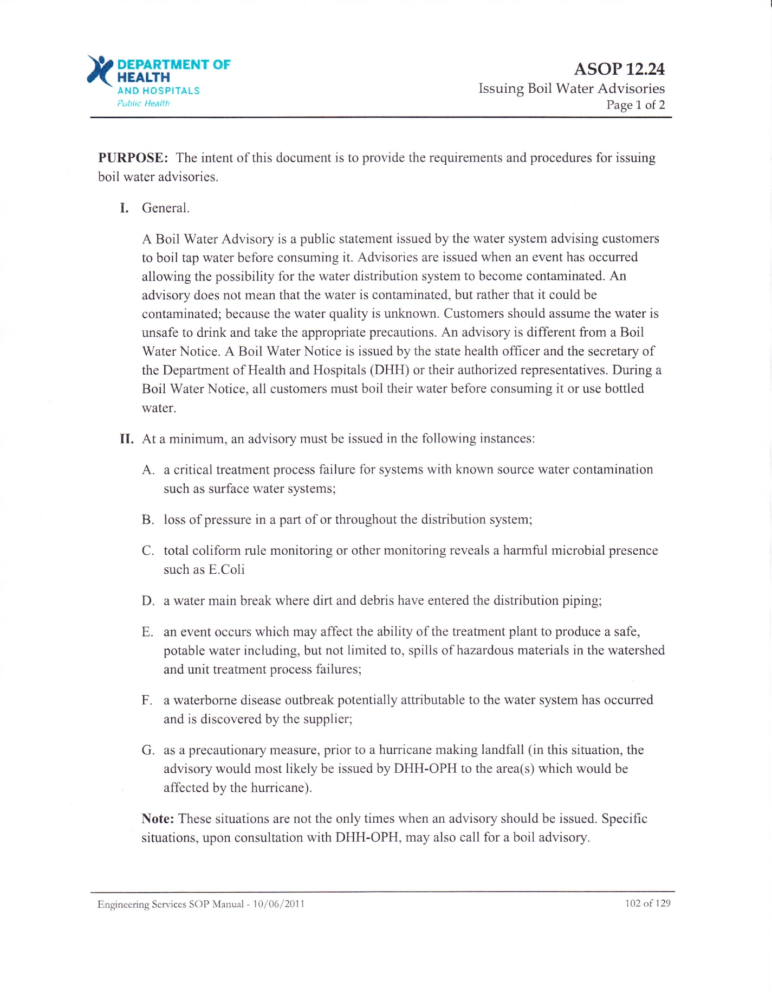 DEPARTMENT OF
HEALTH
AND HOSPITALS
Public Health
ASOP 12.24
Issuing Boil Water Advisories
Page 1 of 2
PURPOSE: The intent of this document is to provide the requirements and procedures for issuing
boil water advisories.
I. General.
A Boil Water Advisory is a public statement issued by the water system advising customers
to boil tap water before consuming it. Advisories are issued when an event has occurred
allowing the possibility for the water distribution system to become contaminated. An
advisory does not mean that the water is contaminated, but rather that it could be
contaminated; because the water quality is unknown. Customers should assume the water is
unsafe to drink and take the appropriate precautions. An advisory is different from a Boil
Water Notice. A Boil Water Notice is issued by the state health officer and the secretary of
the Department of Health and Hospitals (DHH) or their authorized representatives. During a
Boil Water Notice, all customers must boil their water before consuming it or use bottled
water.
II. At a minimum, an advisory must be issued in the following instances:
A. a critical treatment process failure for systems with known source water contamination
such as surface water systems;
B. loss of pressure in a part of or throughout the distribution system;
C. total coliform rule monitoring or other monitoring reveals a harmful microbial presence
such as E.Coli
D. a water main break where dirt and debris have entered the distribution piping;
E. an event occurs which may affect the ability of the treatment plant to produce a safe,
potable water including, but not limited to, spills of hazardous materials in the watershed
and unit treatment process failures;
F. a waterborne disease outbreak potentially attributable to the water system has occurred
and is discovered by the supplier;
G. as a precautionary measure, prior to a hurricane making landfall (in this situation, the
advisory would most likely be issued by DHH-OPH to the area(s) which would be
affected by the hurricane).
Note: These situations are not the only times when an advisory should be issued. Specific
situations, upon consultation with DHH-OPH, may also call for a boil advisory.
Engineering Services SOP Manual - 10/06/2011
102 of 129